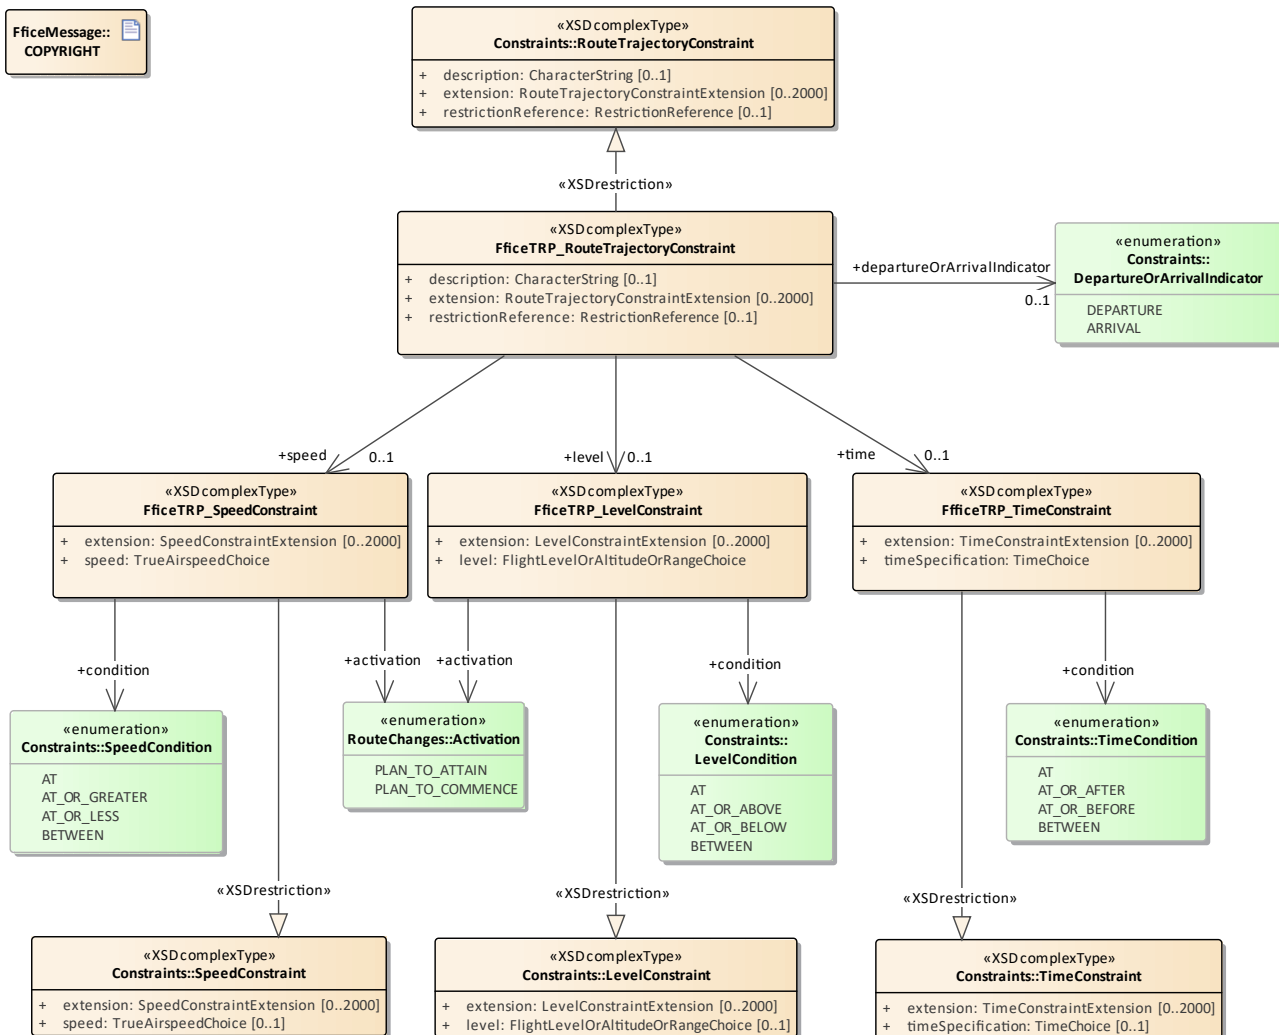 FficeMessage::
COPYRIGHT
«XSDcomplexType»
Constraints::RouteTrajectoryConstraint
+ description: CharacterString [0..1]
+ extension: RouteTrajectoryConstraintExtension [0..2000]
+ restrictionReference: RestrictionReference [0..1]
«XSDrestriction»
«XSDcomplexType»
FficeTRP_RouteTrajectoryConstraint
+ description: CharacterString [0..1]
+ extension: RouteTrajectoryConstraintExtension [0..2000]
+ restrictionReference: RestrictionReference [0..1]
+departureOrArrivalIndicator
0..1
«enumeration»
Constraints::
DepartureOrArrivalIndicator
DEPARTURE
ARRIVAL
+speed
0..1
+level
0..1
+time
0..1
«XSDcomplexType»
FficeTRP_SpeedConstraint
+ extension: SpeedConstraintExtension [0..2000]
+ speed: TrueAirspeedChoice
«XSDcomplexType»
FficeTRP_LevelConstraint
+ extension: LevelConstraintExtension [0..2000]
+ level: FlightLevelOrAltitudeOrRangeChoice
«XSDcomplexType»
FfficeTRP_TimeConstraint
+ extension: TimeConstraintExtension [0..2000]
+ timeSpecification: TimeChoice
+condition
+activation
+activation
+condition
+condition
«enumeration»
Constraints::SpeedCondition
AT
AT_OR_GREATER
AT_OR_LESS
BETWEEN
«enumeration»
RouteChanges::Activation
PLAN_TO_ATTAIN
PLAN_TO_COMMENCE
«enumeration»
Constraints::
LevelCondition
AT
AT_OR_ABOVE
AT_OR_BELOW
BETWEEN
«enumeration»
Constraints::TimeCondition
AT
AT_OR_AFTER
AT_OR_BEFORE
BETWEEN
«XSDrestriction»
«XSDrestriction»
«XSDrestriction»
«XSDcomplexType»
Constraints::SpeedConstraint
+ extension: SpeedConstraintExtension [0..2000]
+ speed: TrueAirspeedChoice [0..1]
«XSDcomplexType»
Constraints::LevelConstraint
+ extension: LevelConstraintExtension [0..2000]
+ level: FlightLevelOrAltitudeOrRangeChoice [0..1]
«XSDcomplexType»
Constraints::TimeConstraint
+ extension: TimeConstraintExtension [0..2000]
+ timeSpecification: TimeChoice [0..1]